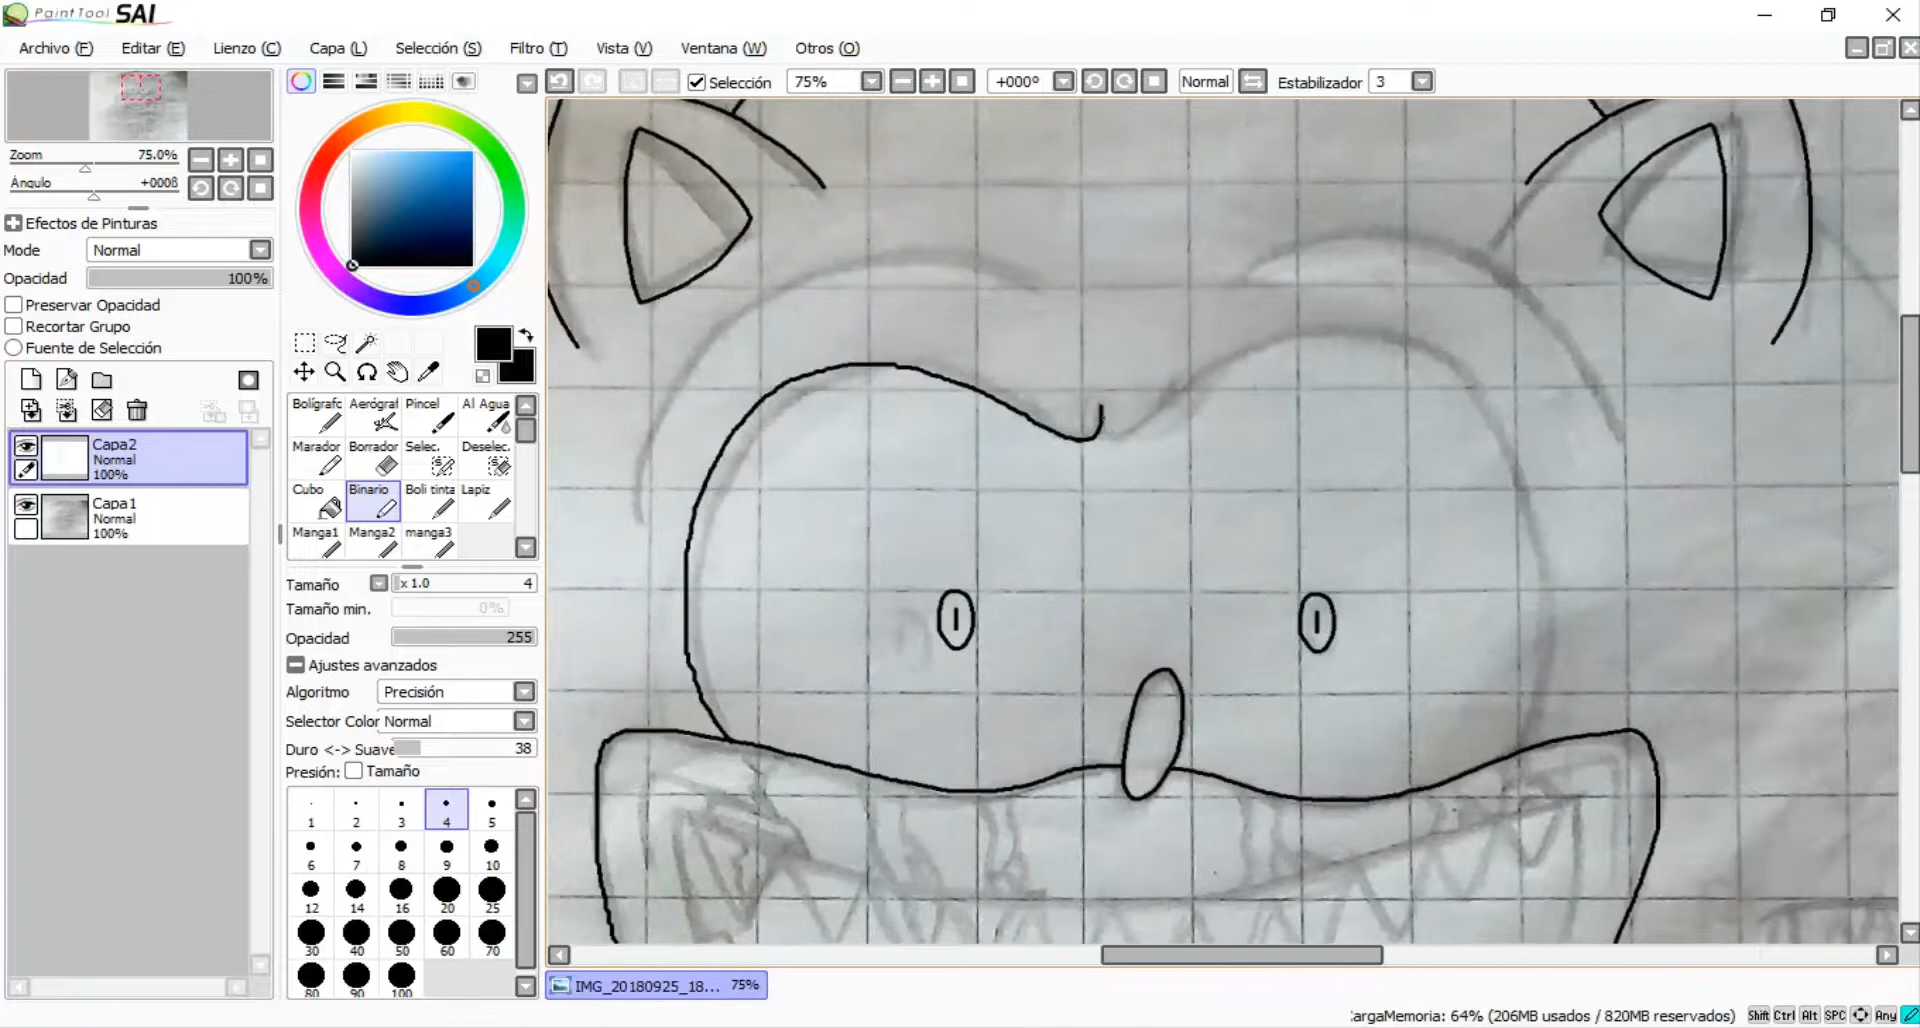 PaintTool SAI
Archivo (F) Editar (E) Lienzo (C) Capa (L) Selección (S) Filtro (T) Vista (V) Ventana (W) Otros (O)
Selección 75% +000º Normal Estabilizador 3
Zoom 75.0%
Ángulo +000º
Efectos de Pinturas
Mode Normal
Opacidad 100%
Preservar Opacidad
Recortar Grupo
Fuente de Selección
Capa2
Normal
100%
Capa1
Normal
100%
Bolígrafc Aerógraf Pincel Al Agua
Marador Borrador Selec. Deselec.
Cubo Binario Boli tinta Lapiz
Manga1 Manga2 manga3
Tamaño x 1.0 4
Tamaño min. 0%
Opacidad 255
Ajustes avanzados
Algoritmo Precisión
Selector Color Normal
Duro <-> Suave 38
Presión: Tamaño
1 2 3 4 5
6 7 8 9 10
12 14 16 20 25
30 40 50 60 70
80 90 100
IMG_20180925_18... 75%
CargaMemoria: 64% (206MB usados / 820MB reservados) Shift Ctrl Alt SPC Any